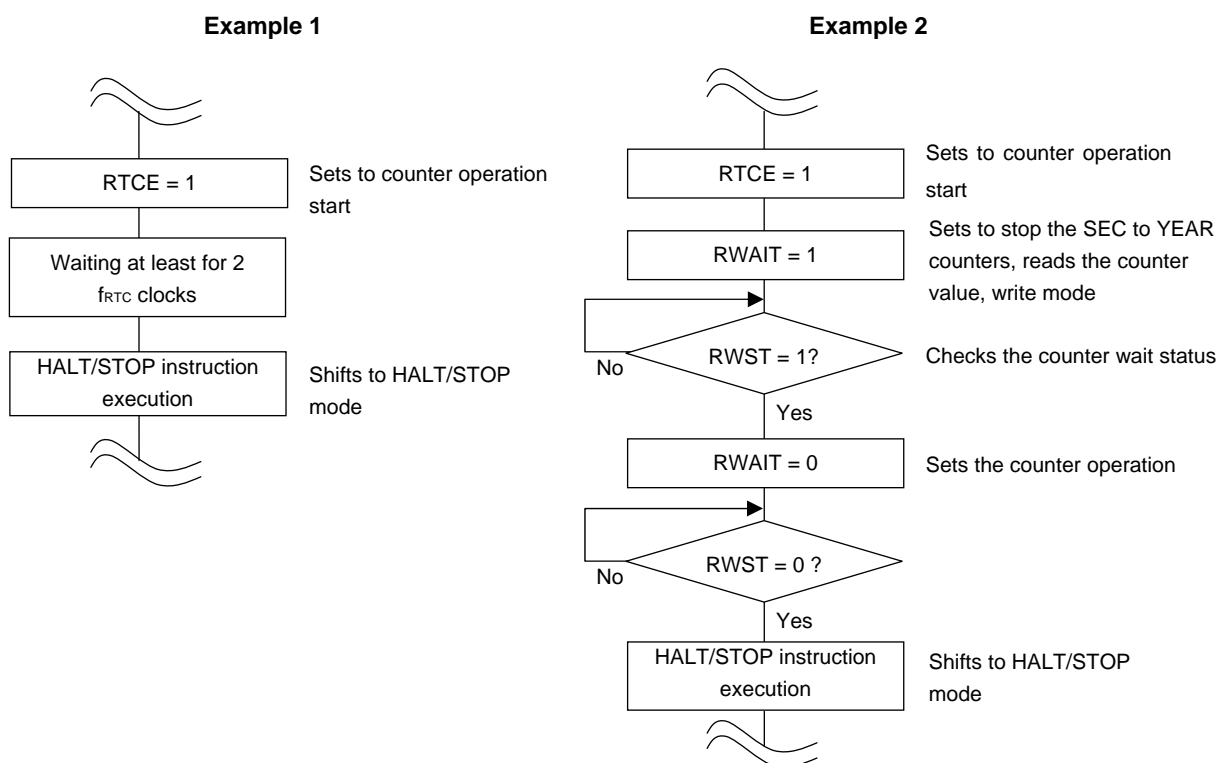 Example 1
RTCE = 1
Sets to counter operation
start
Waiting at least for 2
fRTC clocks
HALT/STOP instruction
execution
Shifts to HALT/STOP
mode
Example 2
RTCE = 1
Sets to counter operation
start
RWAIT = 1
Sets to stop the SEC to YEAR
counters, reads the counter
value, write mode
RWST = 1?
No
Checks the counter wait status
Yes
RWAIT = 0
Sets the counter operation
RWST = 0 ?
No
Yes
HALT/STOP instruction
execution
Shifts to HALT/STOP
mode